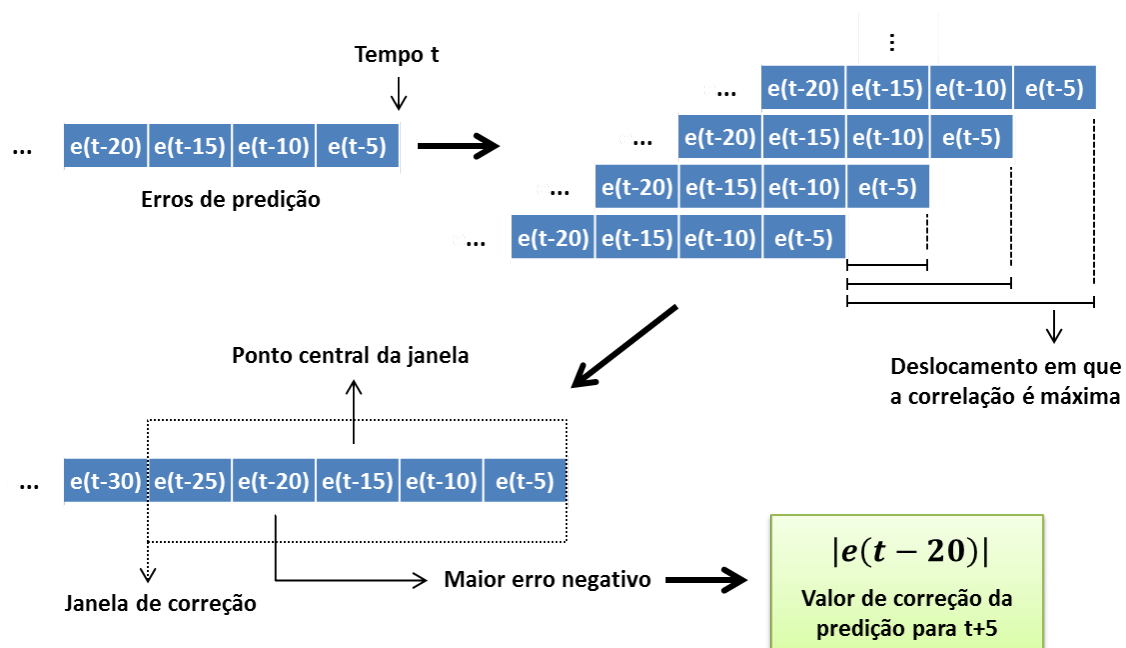 Tempo t
... e(t-20) e(t-15) e(t-10) e(t-5)
Erros de predição
⋮
... e(t-20) e(t-15) e(t-10) e(t-5)
... e(t-20) e(t-15) e(t-10) e(t-5)
... e(t-20) e(t-15) e(t-10) e(t-5)
... e(t-20) e(t-15) e(t-10) e(t-5)
Deslocamento em que
a correlação é máxima
Ponto central da janela
... e(t-30) e(t-25) e(t-20) e(t-15) e(t-10) e(t-5)
Janela de correção
Maior erro negativo
|e(t − 20)|
Valor de correção da
predição para t+5